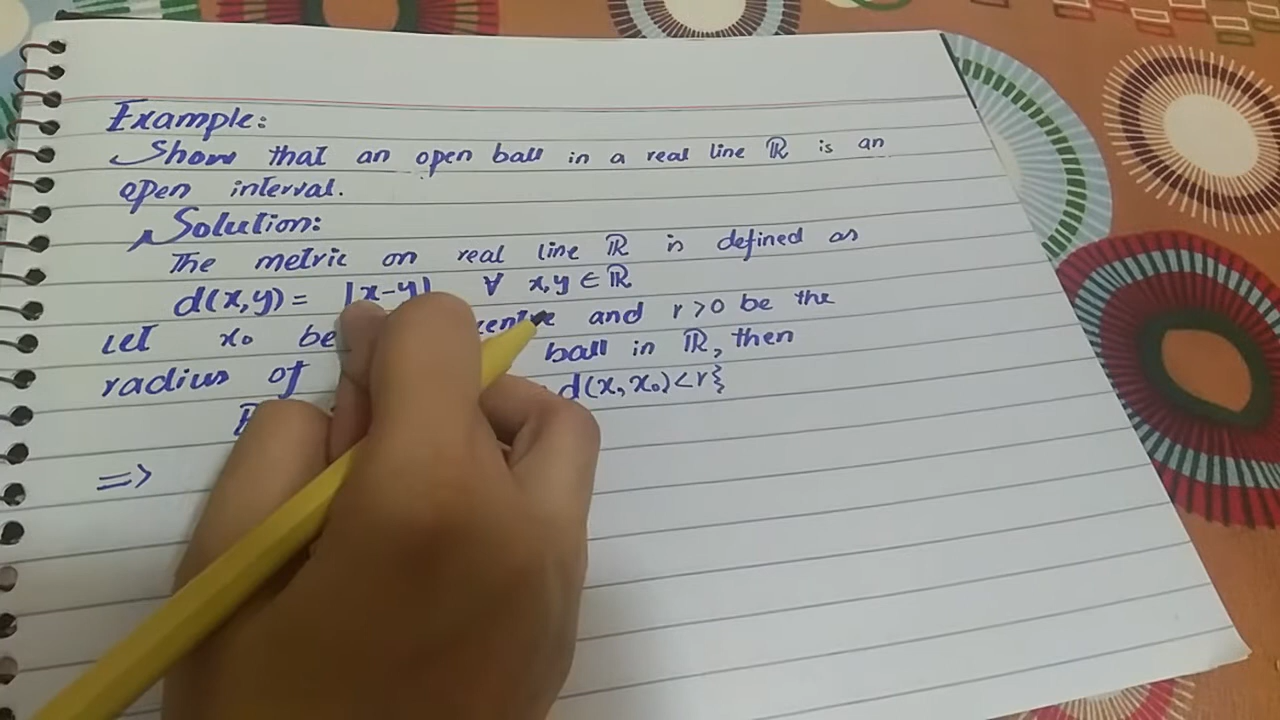 Example:
Show that an open ball in a real line ℝ is an
open interval.
Solution:
The metric on real line ℝ is defined as
d(x,y) = |x-y| ∀ x,y ∈ ℝ
Let x₀ be centre and r>0 be the
radius of ball in ℝ, then
d(x, x₀)<r}
=>